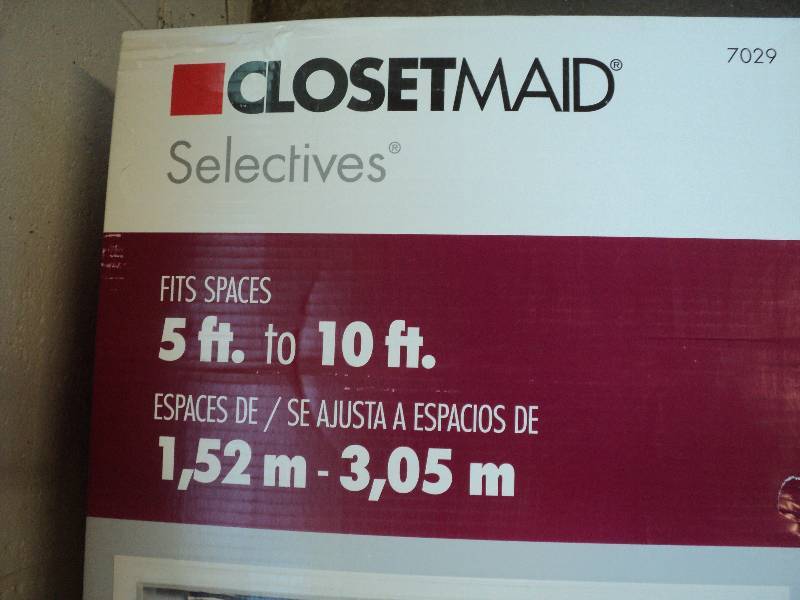 CLOSETMAID®
7029
Selectives®
FITS SPACES
5 ft. to 10 ft.
ESPACES DE / SE AJUSTA A ESPACIOS DE
1,52 m - 3,05 m